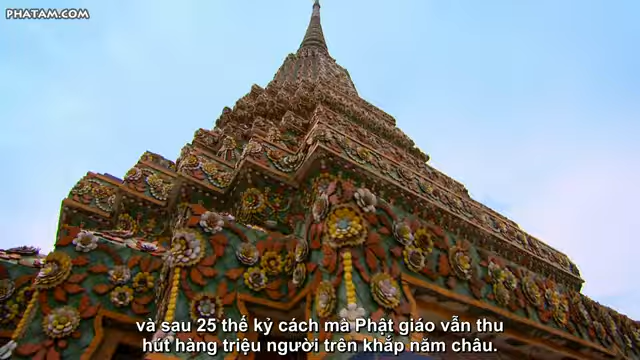 PHATAM.COM
và sau 25 thế kỷ cách mà Phật giáo vẫn thu
hút hàng triệu người trên khắp năm châu.